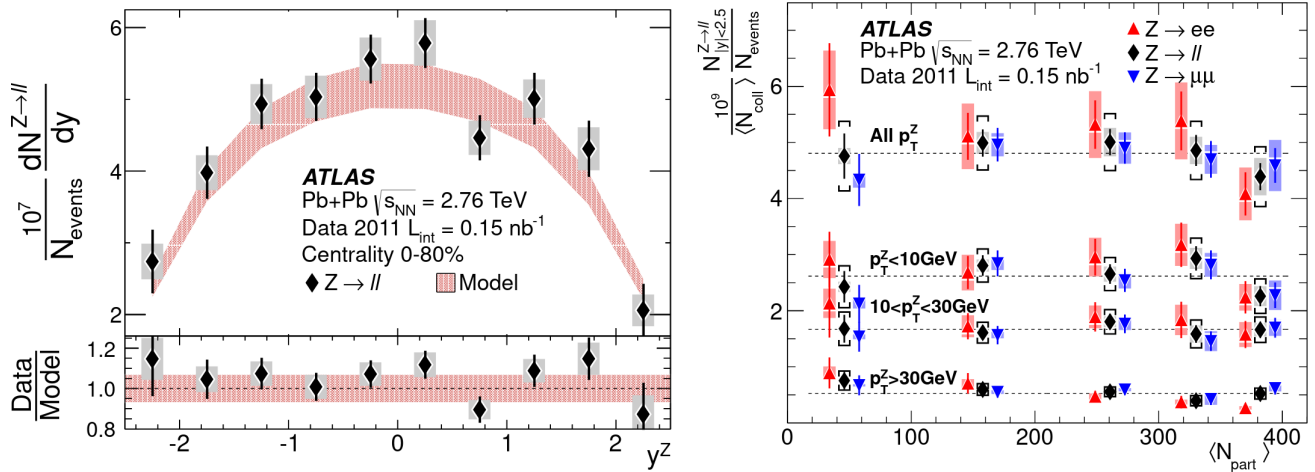 10^7 / N_events dN^{Z→ll} / dy
6
4
2
ATLAS
Pb+Pb √s_NN = 2.76 TeV
Data 2011 L_int = 0.15 nb^-1
Centrality 0-80%
Z → ll
Model
Data / Model
1.2
1.0
0.8
-2
-1
0
1
2
y^Z
10^9 / ⟨N_coll⟩ N^{Z→ll}_{|y|<2.5} / N_events
6
4
2
ATLAS
Pb+Pb √s_NN = 2.76 TeV
Data 2011 L_int = 0.15 nb^-1
Z → ee
Z → ll
Z → μμ
All p_T^Z
p_T^Z<10GeV
10<p_T^Z<30GeV
p_T^Z>30GeV
0
100
200
300
400
⟨N_part⟩